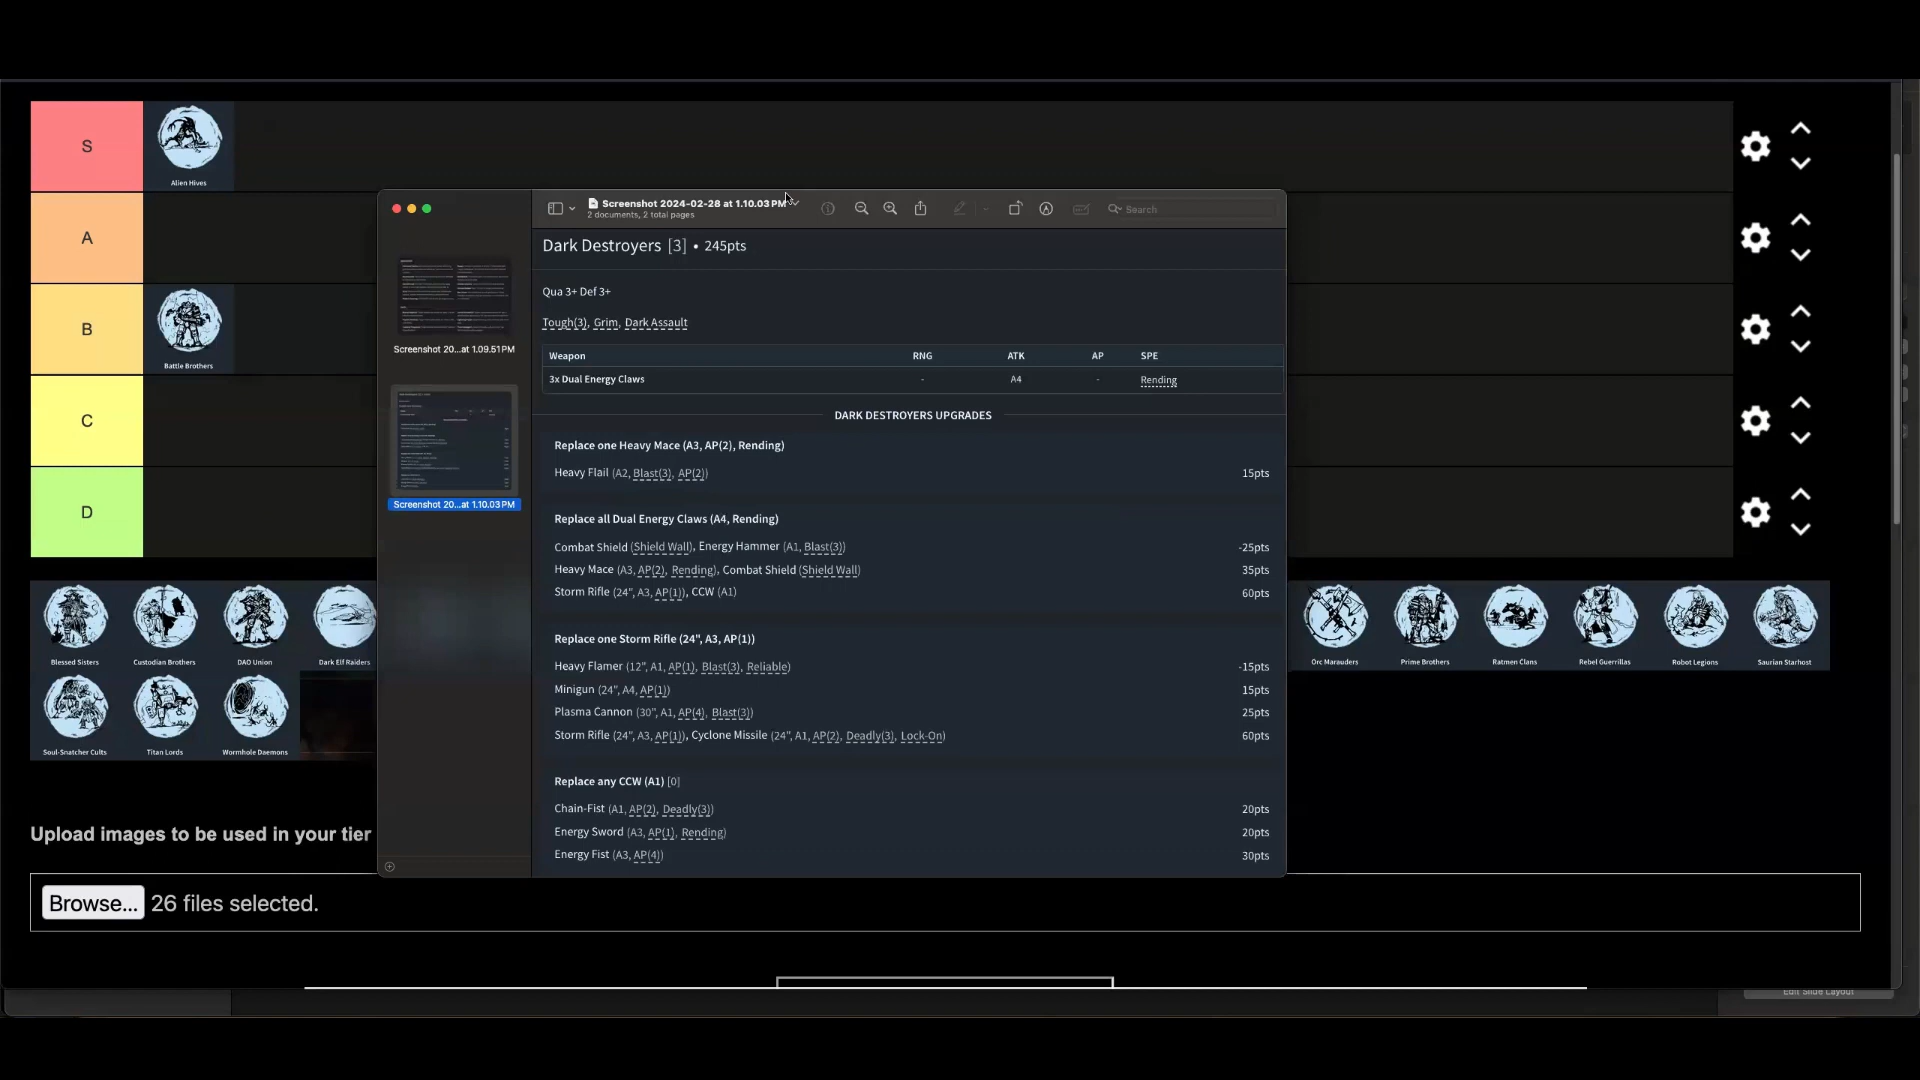 S
Alien Hives
A
B
Battle Brothers
C
D
Screenshot 2024-02-28 at 1.10.03 PM
2 documents, 2 total pages
Search
Screenshot 20...at 1.09.51 PM
Screenshot 20...at 1.10.03 PM
Dark Destroyers [3] • 245pts
Qua 3+ Def 3+
Tough(3), Grim, Dark Assault
Weapon RNG ATK AP SPE
3x Dual Energy Claws - A4 - Rending
DARK DESTROYERS UPGRADES
Replace one Heavy Mace (A3, AP(2), Rending)
Heavy Flail (A2, Blast(3), AP(2)) 15pts
Replace all Dual Energy Claws (A4, Rending)
Combat Shield (Shield Wall), Energy Hammer (A1, Blast(3)) -25pts
Heavy Mace (A3, AP(2), Rending), Combat Shield (Shield Wall) 35pts
Storm Rifle (24", A3, AP(1)), CCW (A1) 60pts
Replace one Storm Rifle (24", A3, AP(1))
Heavy Flamer (12", A1, AP(1), Blast(3), Reliable) -15pts
Minigun (24", A4, AP(1)) 15pts
Plasma Cannon (30", A1, AP(4), Blast(3)) 25pts
Storm Rifle (24", A3, AP(1)), Cyclone Missile (24", A1, AP(2), Deadly(3), Lock-On) 60pts
Replace any CCW (A1) [0]
Chain-Fist (A1, AP(2), Deadly(3)) 20pts
Energy Sword (A3, AP(1), Rending) 20pts
Energy Fist (A3, AP(4)) 30pts
Blessed Sisters Custodian Brothers DAO Union Dark Elf Raiders Orc Marauders Prime Brothers Ratmen Clans Rebel Guerrillas Robot Legions Saurian Starhost
Soul-Snatcher Cults Titan Lords Wormhole Daemons
Upload images to be used in your tier
Browse... 26 files selected.
Edit Slide Layout